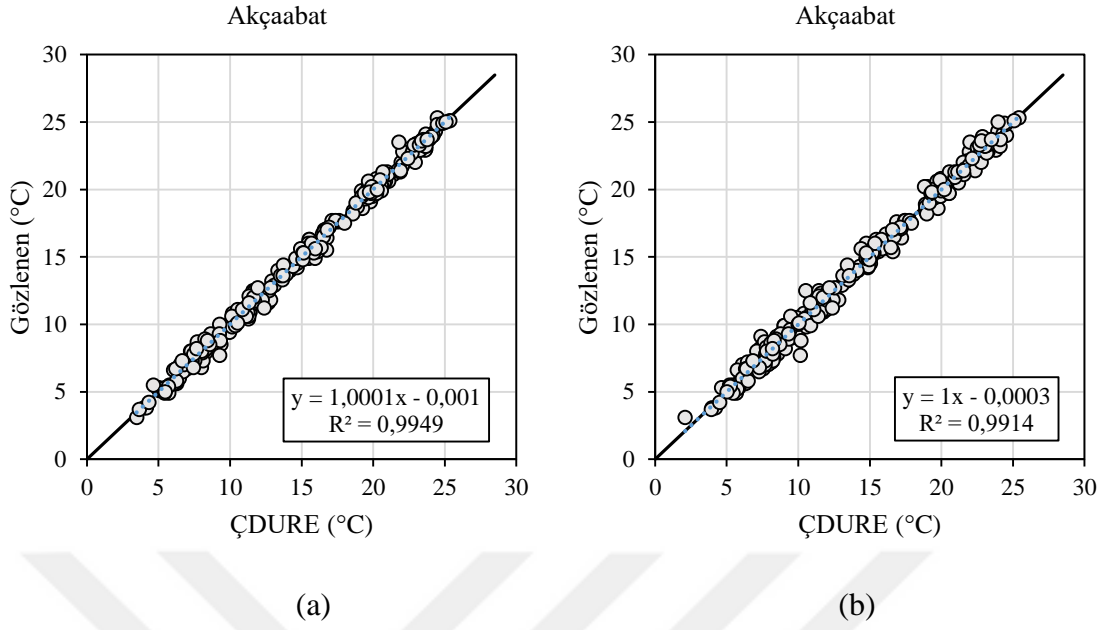 Akçaabat
30
25
20
15
10
5
0
Gözlenen (°C)
y = 1,0001x - 0,001
R² = 0,9949
0 5 10 15 20 25 30
ÇDURE (°C)
(a)
Akçaabat
30
25
20
15
10
5
0
Gözlenen (°C)
y = 1x - 0,0003
R² = 0,9914
0 5 10 15 20 25 30
ÇDURE (°C)
(b)